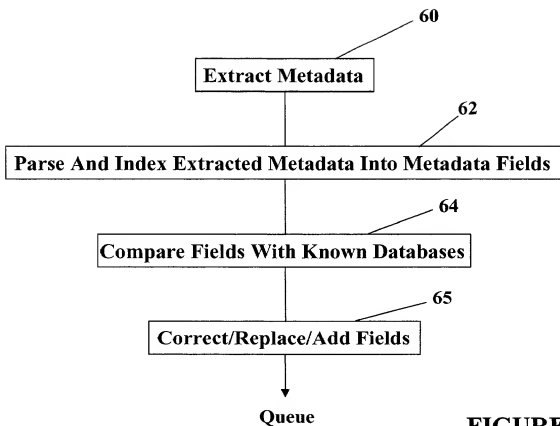 60
Extract Metadata
62
Parse And Index Extracted Metadata Into Metadata Fields
64
Compare Fields With Known Databases
65
Correct/Replace/Add Fields
Queue
FIGURE